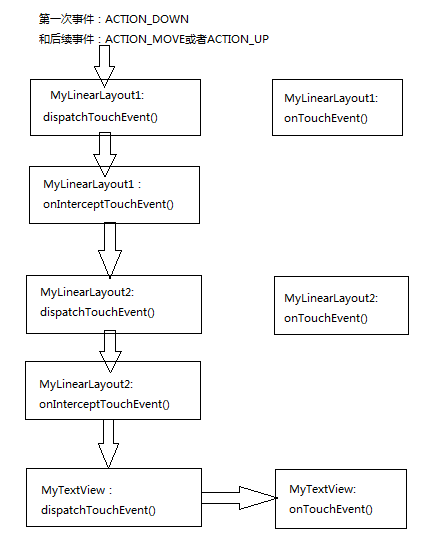 第一次事件：ACTION_DOWN
和后续事件：ACTION_MOVE或者ACTION_UP
MyLinearLayout1:
dispatchTouchEvent()
MyLinearLayout1:
onTouchEvent()
MyLinearLayout1：
onInterceptTouchEvent()
MyLinearLayout2:
dispatchTouchEvent()
MyLinearLayout2:
onTouchEvent()
MyLinearLayout2:
onInterceptTouchEvent()
MyTextView：
dispatchTouchEvent()
MyTextView:
onTouchEvent()